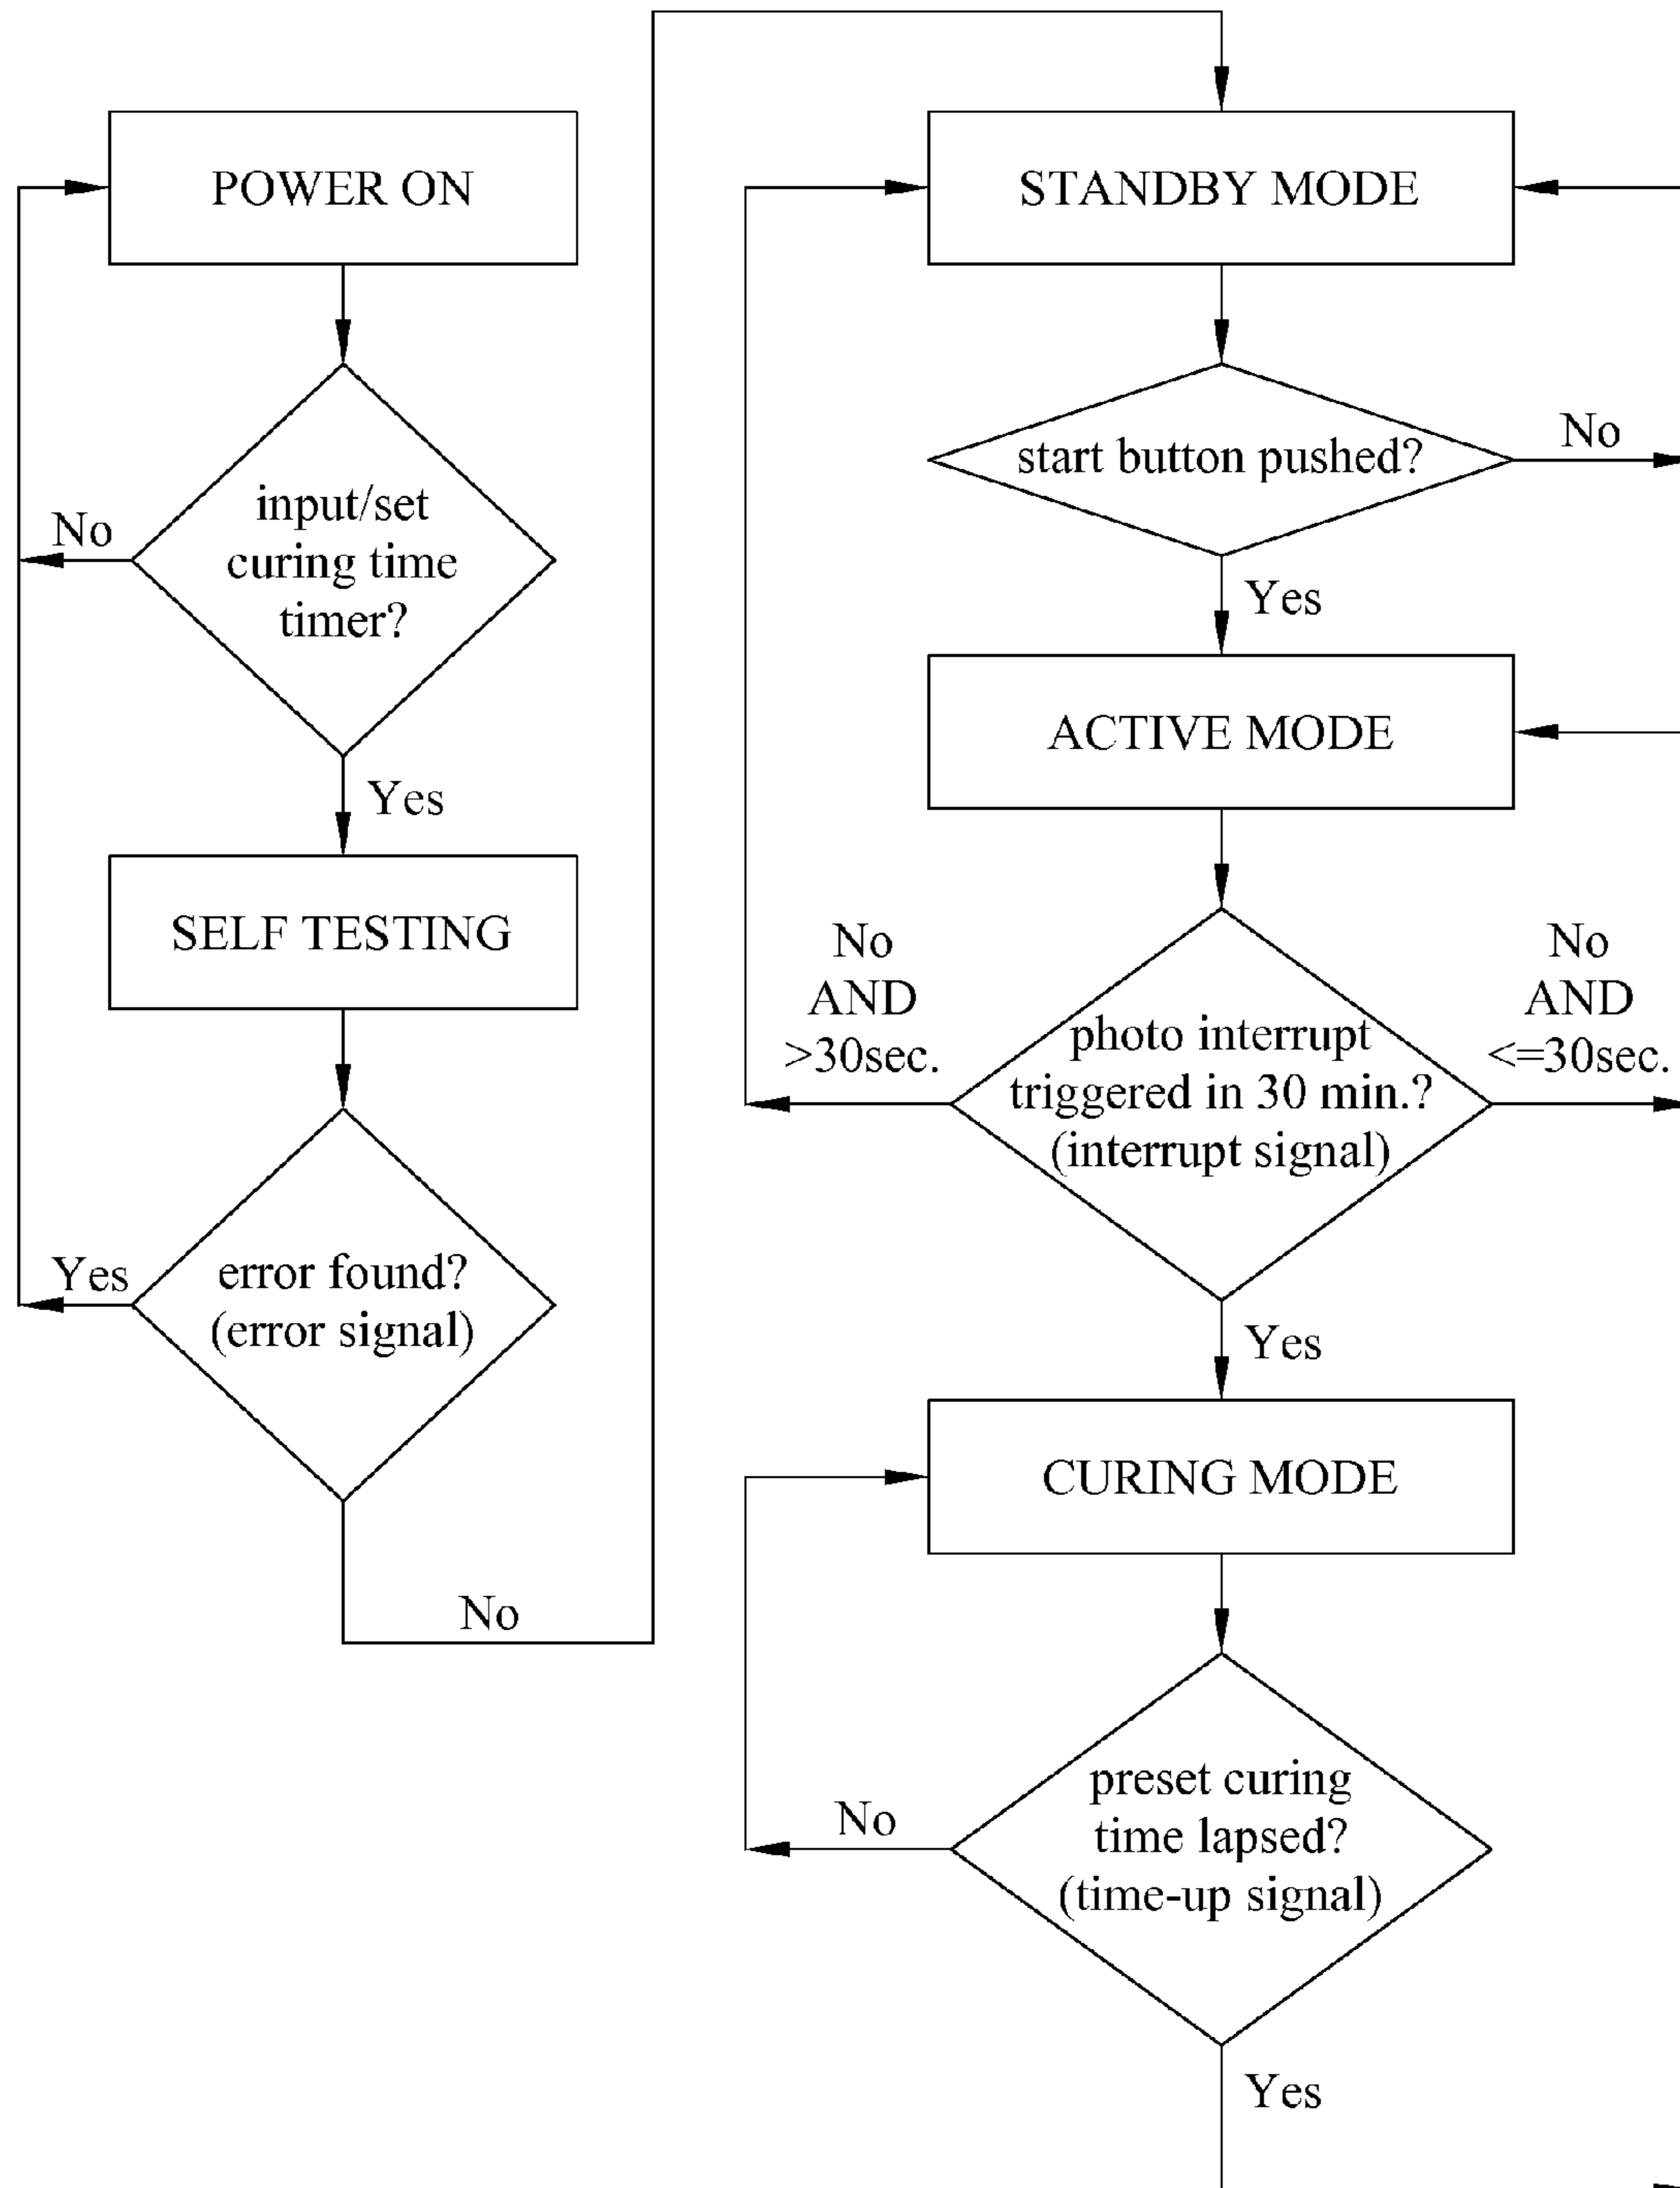 POWER ON
input/set
curing time
timer?
No
Yes
SELF TESTING
error found?
(error signal)
Yes
No
STANDBY MODE
start button pushed?
No
Yes
ACTIVE MODE
No
AND
>30sec.
photo interrupt
triggered in 30 min.?
(interrupt signal)
No
AND
<=30sec.
Yes
CURING MODE
preset curing
time lapsed?
(time-up signal)
No
Yes